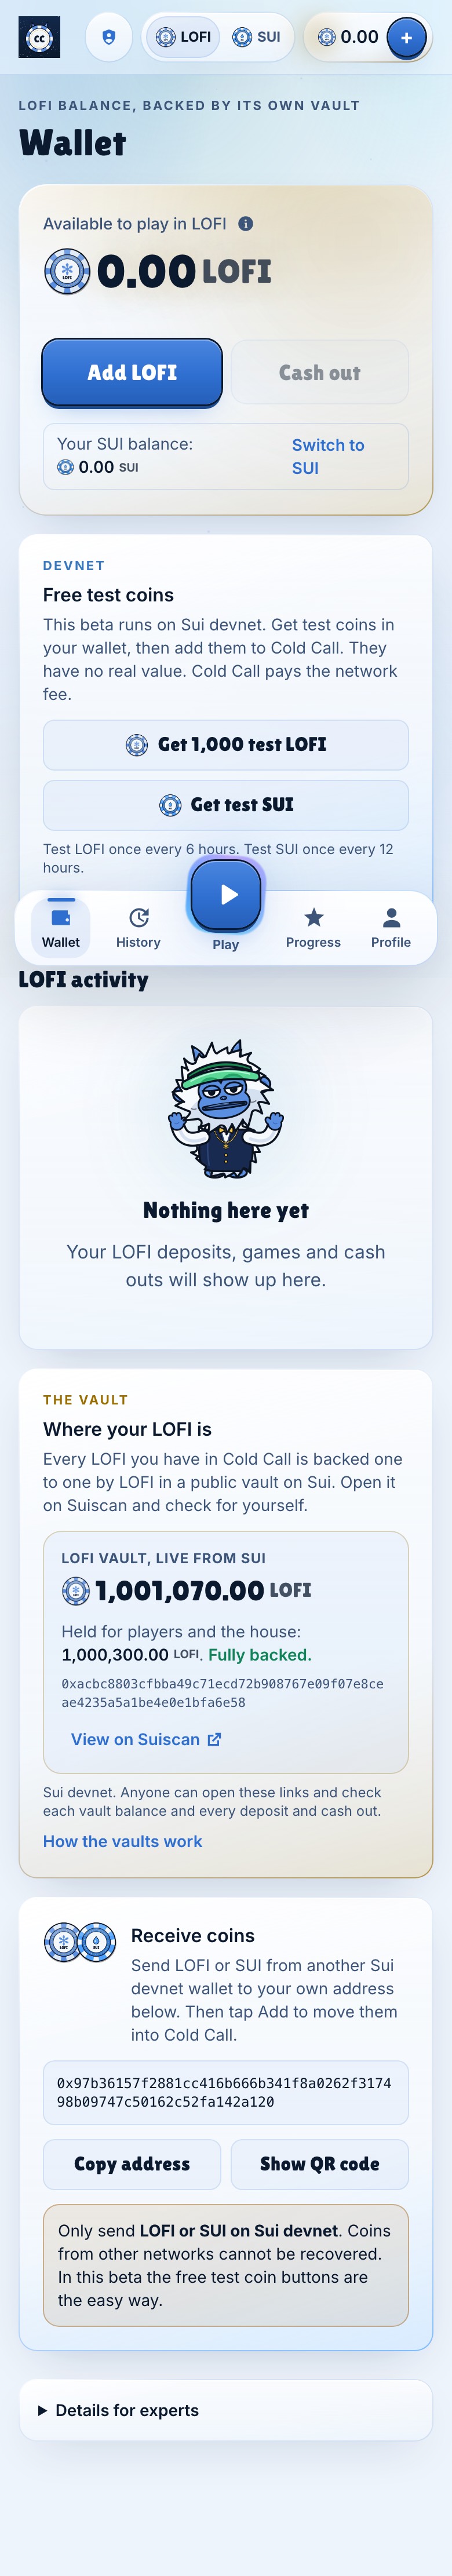 CC
LOFI
SUI
0.00
+
LOFI BALANCE, BACKED BY ITS OWN VAULT
Wallet
Available to play in LOFI
LOFI
0.00 LOFI
Add LOFI
Cash out
Your SUI balance:
0.00 SUI
Switch to
SUI
DEVNET
Free test coins
This beta runs on Sui devnet. Get test coins in
your wallet, then add them to Cold Call. They
have no real value. Cold Call pays the network
fee.
Get 1,000 test LOFI
Get test SUI
Test LOFI once every 6 hours. Test SUI once every 12
hours.
Wallet
History
Play
Progress
Profile
LOFI activity
Nothing here yet
Your LOFI deposits, games and cash
outs will show up here.
THE VAULT
Where your LOFI is
Every LOFI you have in Cold Call is backed one
to one by LOFI in a public vault on Sui. Open it
on Suiscan and check for yourself.
LOFI VAULT, LIVE FROM SUI
1,001,070.00 LOFI
Held for players and the house:
1,000,300.00 LOFI. Fully backed.
0xacbc8803cfbba49c71ecd72b908767e09f07e8ce
ae4235a5a1be4e0e1bfa6e58
View on Suiscan
Sui devnet. Anyone can open these links and check
each vault balance and every deposit and cash out.
How the vaults work
LOFI
SUI
Receive coins
Send LOFI or SUI from another Sui
devnet wallet to your own address
below. Then tap Add to move them
into Cold Call.
0x97b36157f2881cc416b666b341f8a0262f3174
98b09747c50162c52fa142a120
Copy address
Show QR code
Only send LOFI or SUI on Sui devnet. Coins
from other networks cannot be recovered.
In this beta the free test coin buttons are
the easy way.
Details for experts